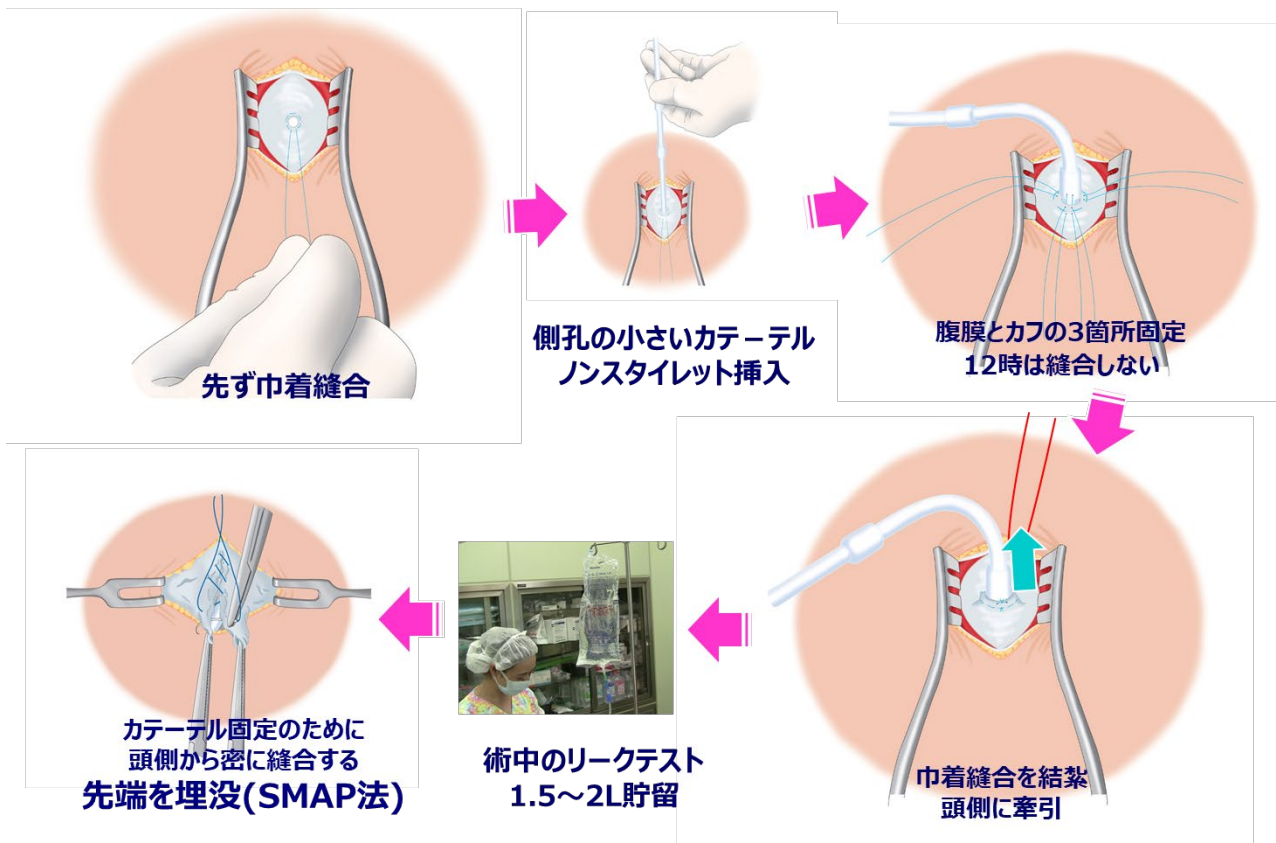 先ず巾着縫合
側孔の小さいカテーテル
ノンスタイレット挿入
腹膜とカフの3箇所固定
12時は縫合しない
巾着縫合を結紮
頭側に牽引
術中のリークテスト
1.5～2L貯留
カテーテル固定のために
頭側から密に縫合する
先端を埋没(SMAP法)